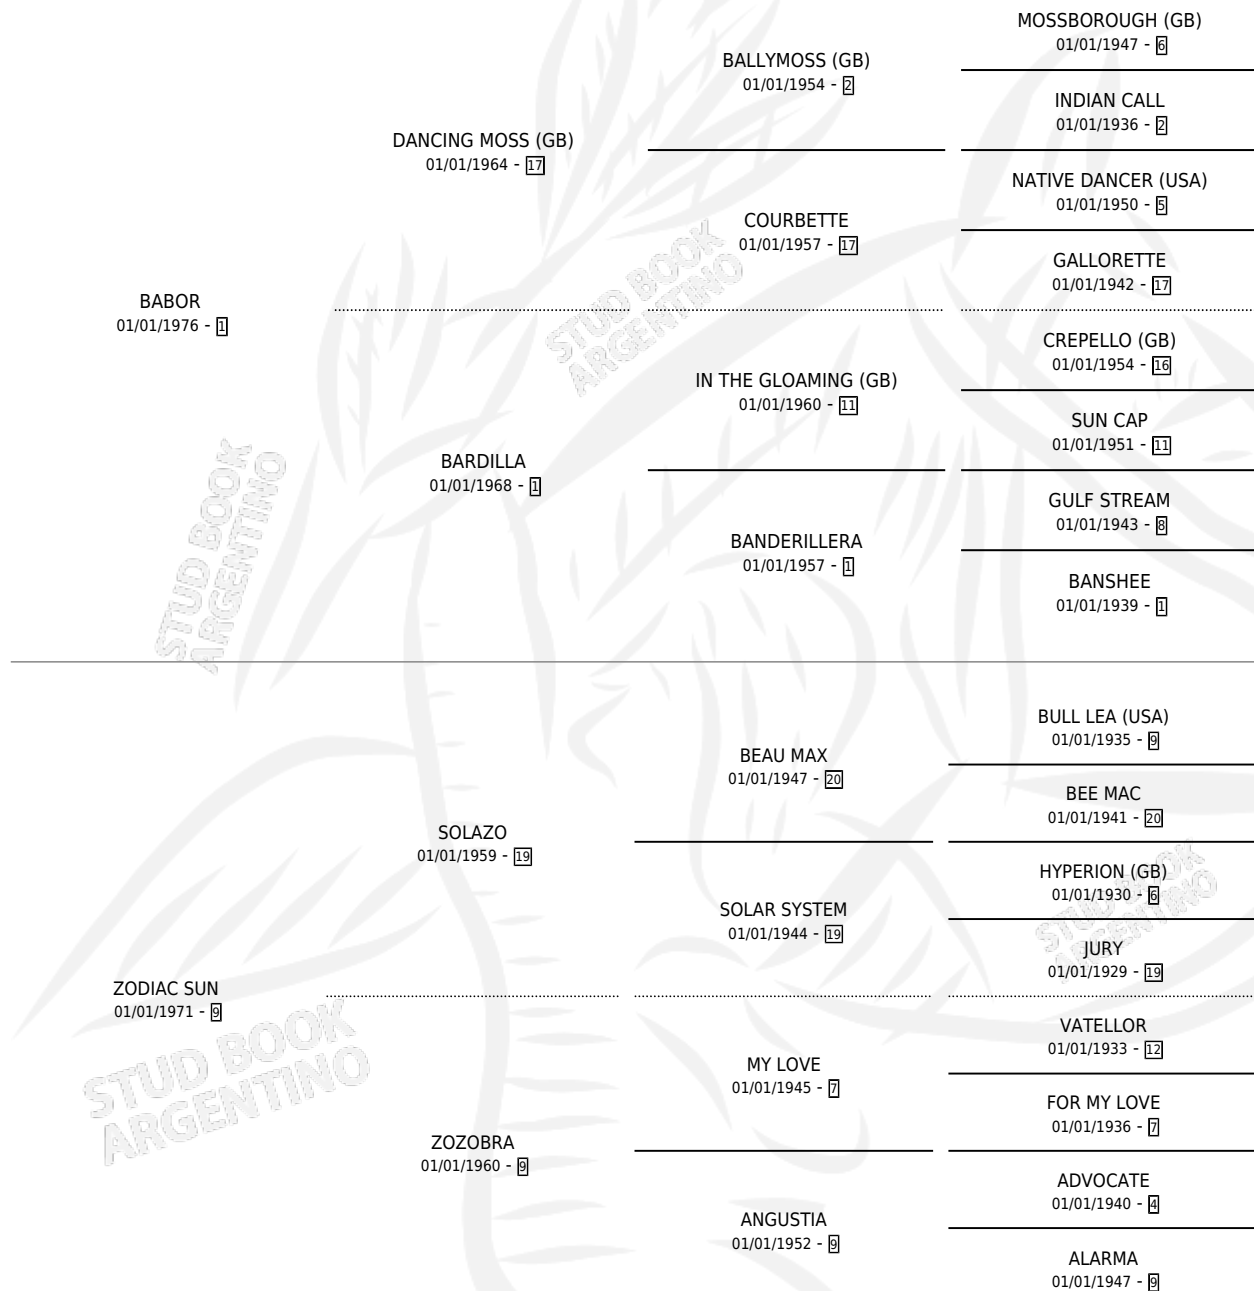 MOSSBOROUGH (GB)
01/01/1947 - 6
BALLYMOSS (GB)
01/01/1954 - 2
INDIAN CALL
01/01/1936 - 2
DANCING MOSS (GB)
01/01/1964 - 17
NATIVE DANCER (USA)
01/01/1950 - 5
COURBETTE
01/01/1957 - 17
GALLORETTE
01/01/1942 - 17
BABOR
01/01/1976 - 1
CREPELLO (GB)
01/01/1954 - 16
IN THE GLOAMING (GB)
01/01/1960 - 11
SUN CAP
01/01/1951 - 11
BARDILLA
01/01/1968 - 1
GULF STREAM
01/01/1943 - 8
BANDERILLERA
01/01/1957 - 1
BANSHEE
01/01/1939 - 1
BULL LEA (USA)
01/01/1935 - 9
BEAU MAX
01/01/1947 - 20
BEE MAC
01/01/1941 - 20
SOLAZO
01/01/1959 - 19
HYPERION (GB)
01/01/1930 - 6
SOLAR SYSTEM
01/01/1944 - 19
JURY
01/01/1929 - 19
ZODIAC SUN
01/01/1971 - 9
VATELLOR
01/01/1933 - 12
MY LOVE
01/01/1945 - 7
FOR MY LOVE
01/01/1936 - 7
ZOZOBRA
01/01/1960 - 9
ADVOCATE
01/01/1940 - 4
ANGUSTIA
01/01/1952 - 9
ALARMA
01/01/1947 - 9
STUD BOOK
ARGENTINO
STUD BOOK
ARGENTINO
STUD BOOK
ARGENTINO
STUD BOOK
ARGENTINO